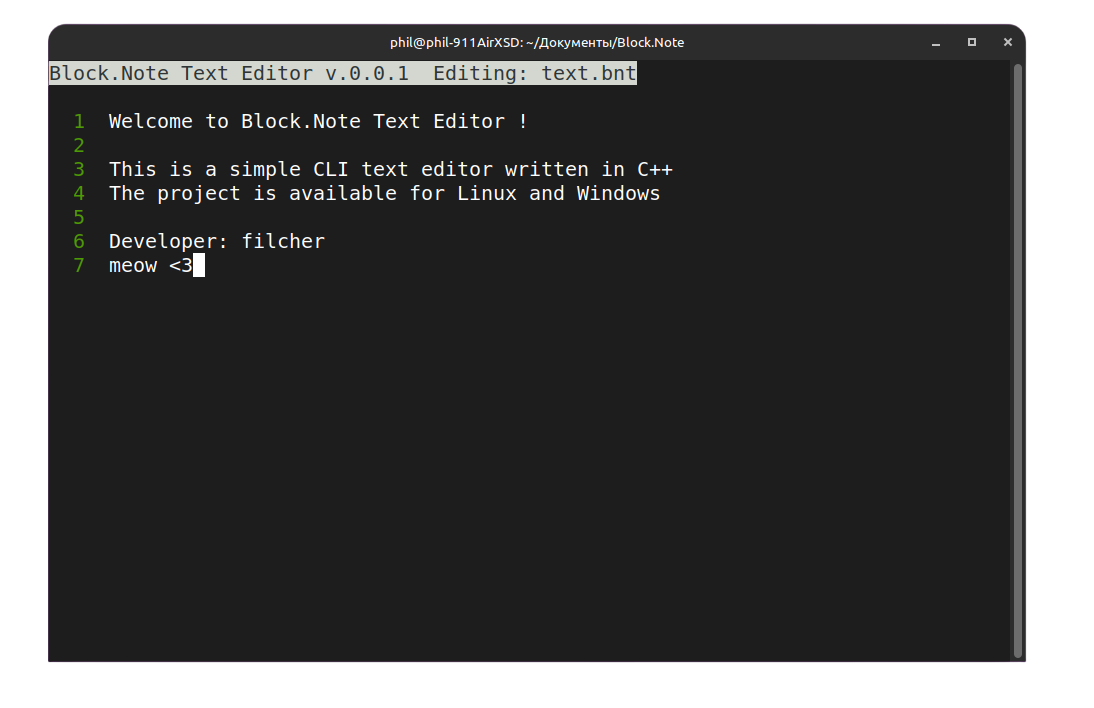 phil@phil-911AirXSD: ~/Документы/Block.Note
Block.Note Text Editor v.0.0.1  Editing: text.bnt
1  Welcome to Block.Note Text Editor !
2
3  This is a simple CLI text editor written in C++
4  The project is available for Linux and Windows
5
6  Developer: filcher
7  meow <3